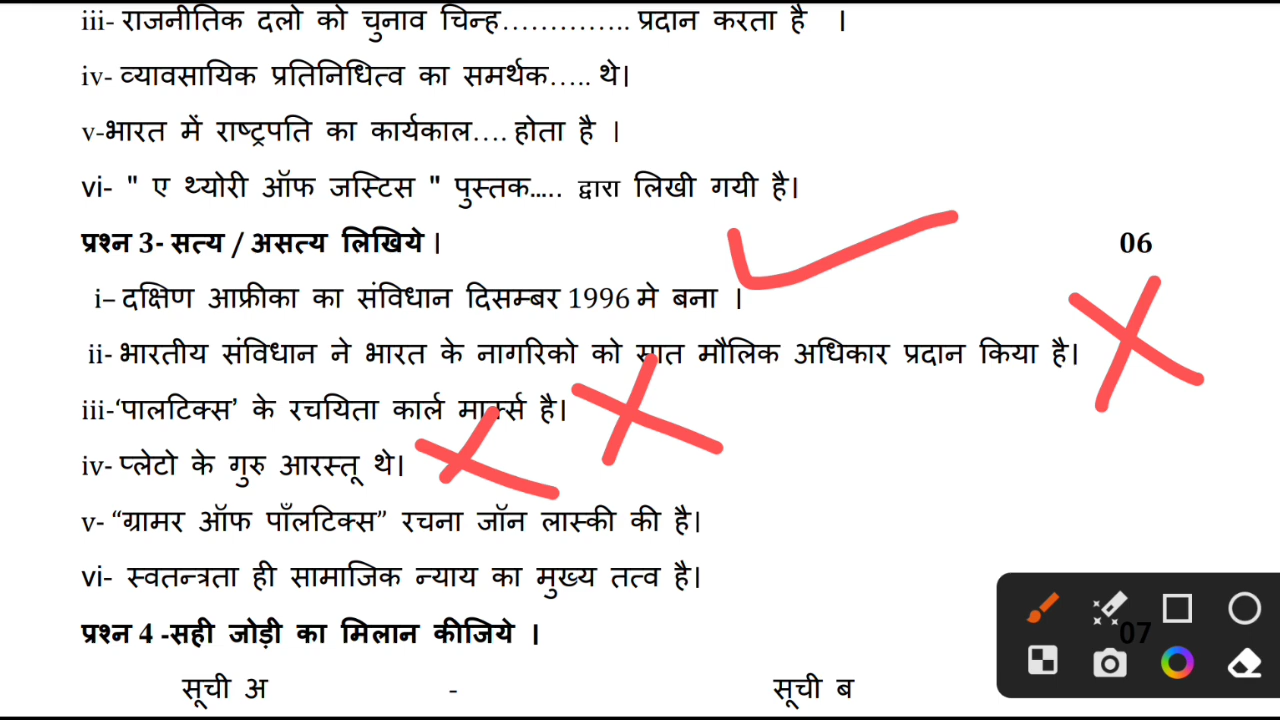 iii- राजनीतिक दलो को चुनाव चिन्ह………….. प्रदान करता है ।
iv- व्यावसायिक प्रतिनिधित्व का समर्थक….. थे।
v-भारत में राष्ट्रपति का कार्यकाल…. होता है ।
vi- " ए थ्योरी ऑफ जस्टिस " पुस्तक….. द्वारा लिखी गयी है।
प्रश्न 3- सत्य / असत्य लिखिये। 06
i– दक्षिण आफ्रीका का संविधान दिसम्बर 1996 मे बना ।
ii- भारतीय संविधान ने भारत के नागरिको को सात मौलिक अधिकार प्रदान किया है।
iii-‘पालटिक्स’ के रचयिता कार्ल मार्क्स है।
iv- प्लेटो के गुरु आरस्तू थे।
v- “ग्रामर ऑफ पाँलटिक्स” रचना जॉन लास्की की है।
vi- स्वतन्त्रता ही सामाजिक न्याय का मुख्य तत्व है।
प्रश्न 4 -सही जोड़ी का मिलान कीजिये । 07
सूची अ - सूची ब